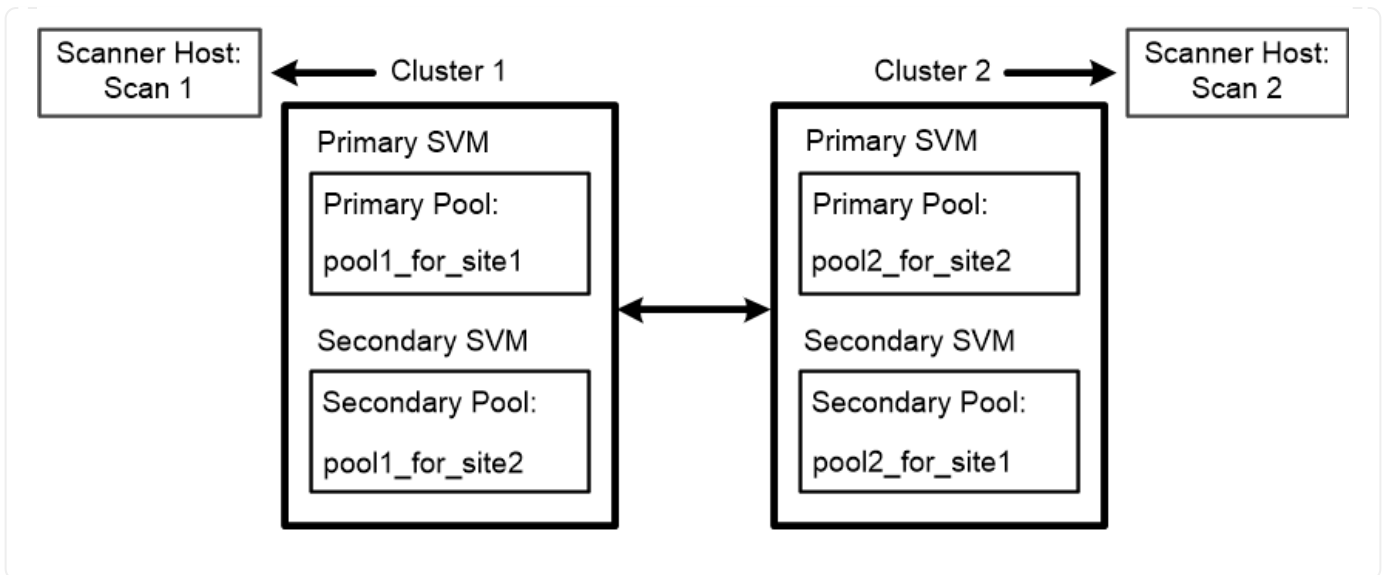 Scanner Host:
Scan 1
Cluster 1
Primary SVM
Primary Pool:
pool1_for_site1
Secondary SVM
Secondary Pool:
pool1_for_site2
Cluster 2
Scanner Host:
Scan 2
Primary SVM
Primary Pool:
pool2_for_site2
Secondary SVM
Secondary Pool:
pool2_for_site1